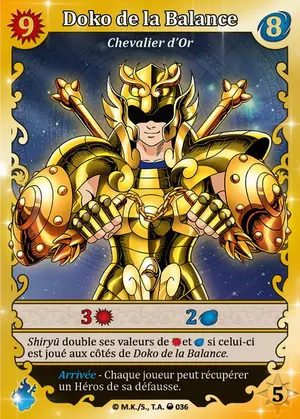 9
Doko de la Balance
8
Chevalier d'Or
3 2
Shiryū double ses valeurs de et si celui-ci
est joué aux côtés de Doko de la Balance.
Arrivée - Chaque joueur peut récupérer
un Héros de sa défausse.
5
© M.K./S., T.A. 036